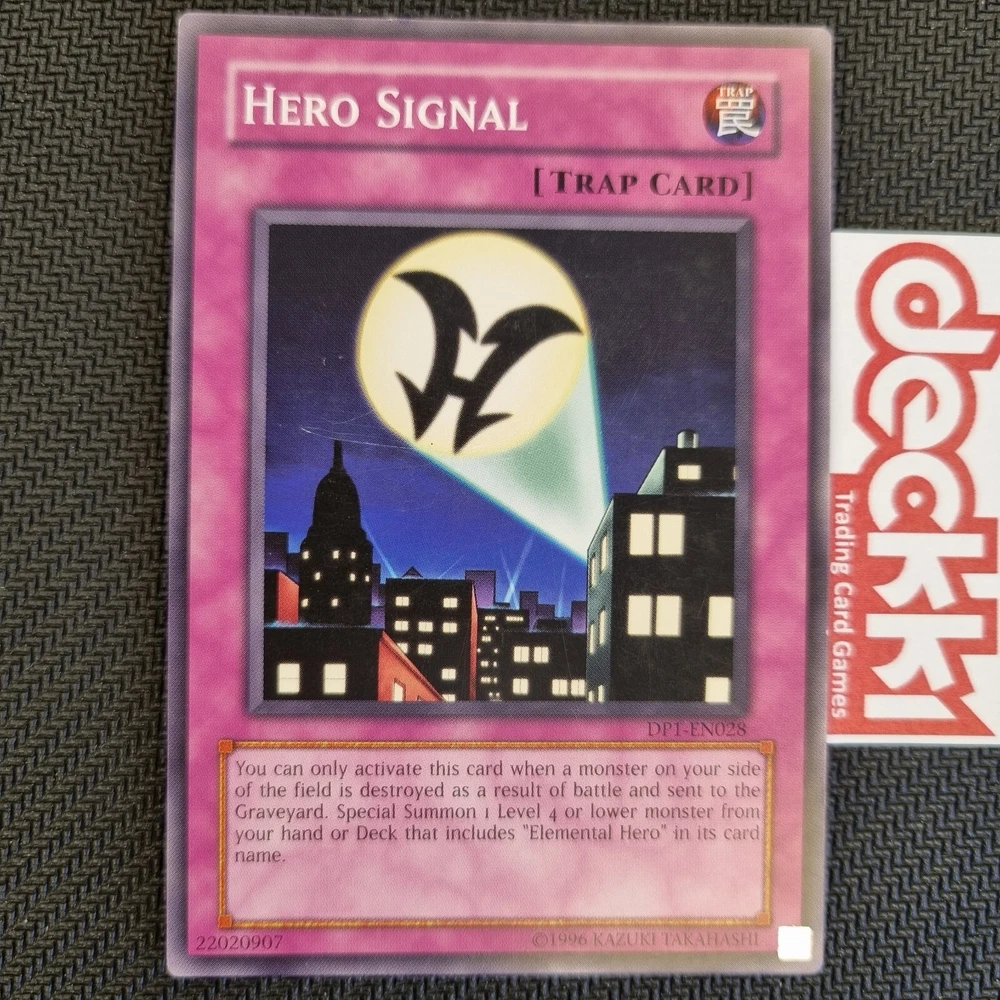 Hero Signal
TRAP
罠
[Trap Card]
DP1-EN028
You can only activate this card when a monster on your side
of the field is destroyed as a result of battle and sent to the
Graveyard. Special Summon 1 Level 4 or lower monster from
your hand or Deck that includes "Elemental Hero" in its card
name.
22020907
©1996 KAZUKI TAKAHASHI
dekki
Trading Card Games